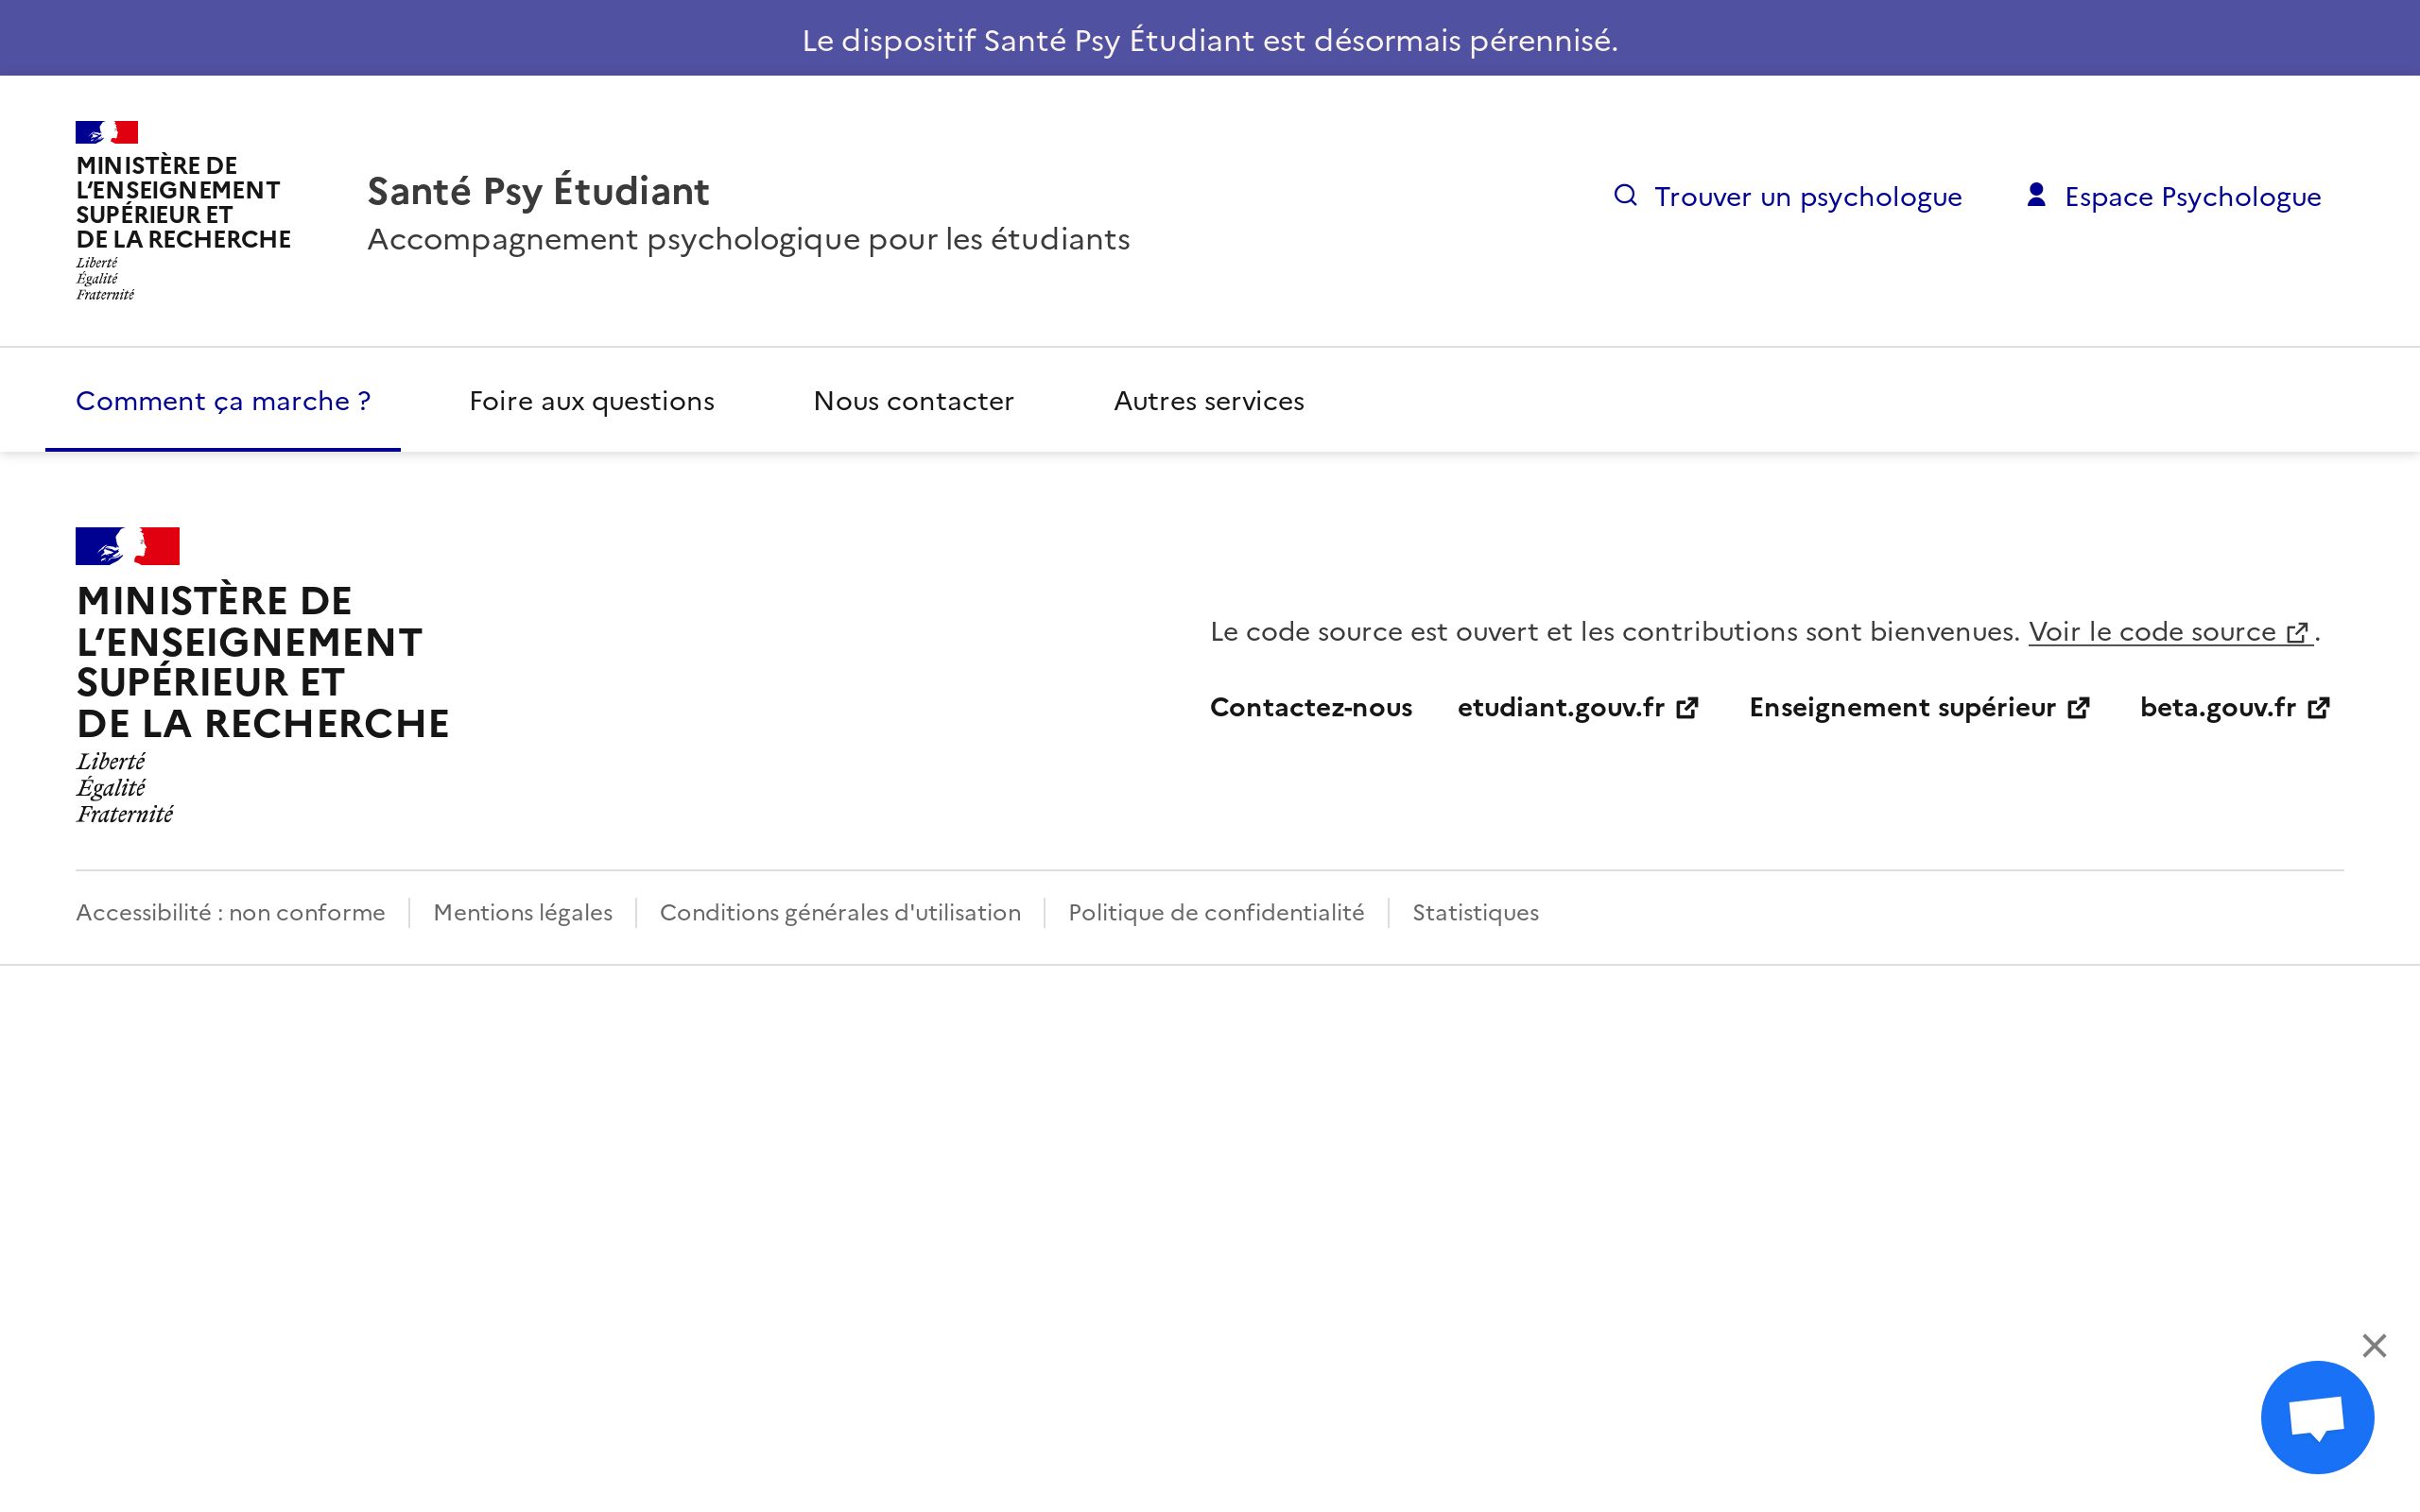 Le dispositif Santé Psy Étudiant est désormais pérennisé.
MINISTÈRE DE
L‘ENSEIGNEMENT
SUPÉRIEUR ET
DE LA RECHERCHE
Liberté
Égalité
Fraternité
Santé Psy Étudiant
Accompagnement psychologique pour les étudiants
Trouver un psychologue
Espace Psychologue
Comment ça marche ?
Foire aux questions
Nous contacter
Autres services
MINISTÈRE DE
L‘ENSEIGNEMENT
SUPÉRIEUR ET
DE LA RECHERCHE
Liberté
Égalité
Fraternité
Le code source est ouvert et les contributions sont bienvenues. Voir le code source.
Contactez-nous
etudiant.gouv.fr
Enseignement supérieur
beta.gouv.fr
Accessibilité : non conforme
Mentions légales
Conditions générales d'utilisation
Politique de confidentialité
Statistiques